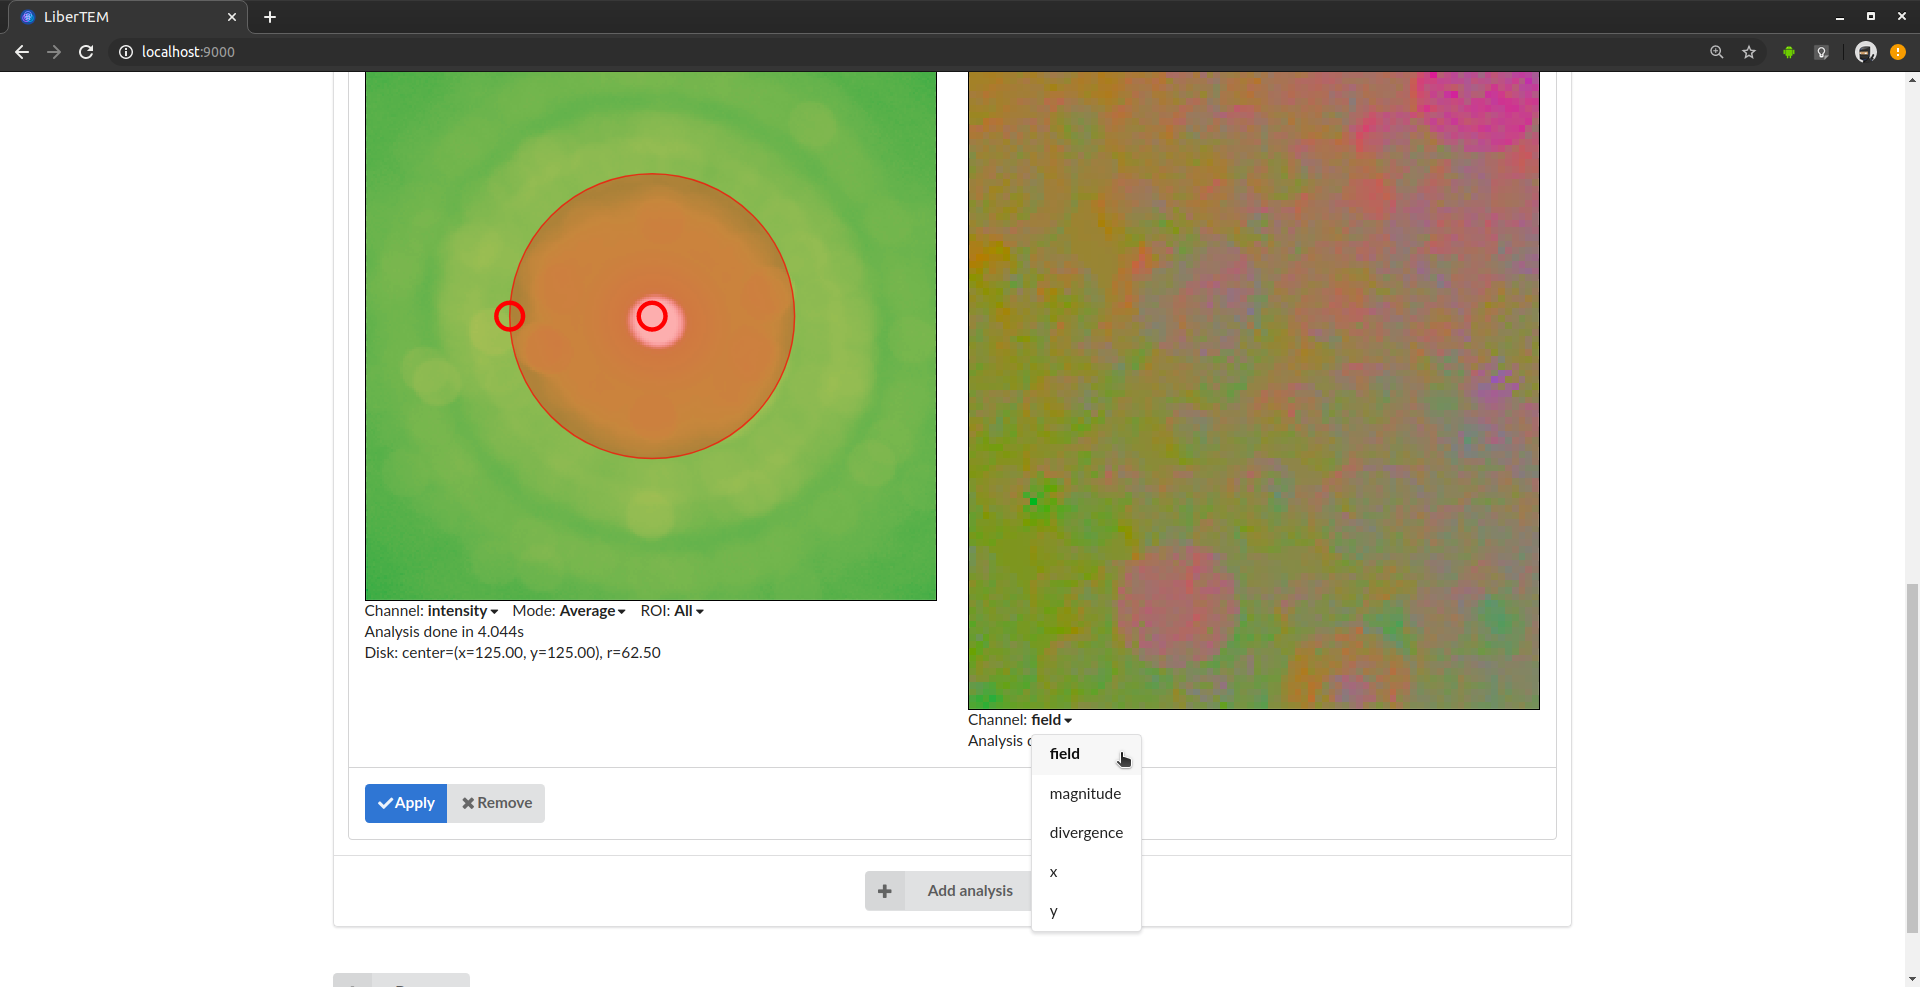 LiberTEM
localhost:9000
Channel: intensity Mode: Average ROI: All
Analysis done in 4.044s
Disk: center=(x=125.00, y=125.00), r=62.50
Channel: field
Analysis
field
magnitude
divergence
x
y
Apply Remove
Add analysis